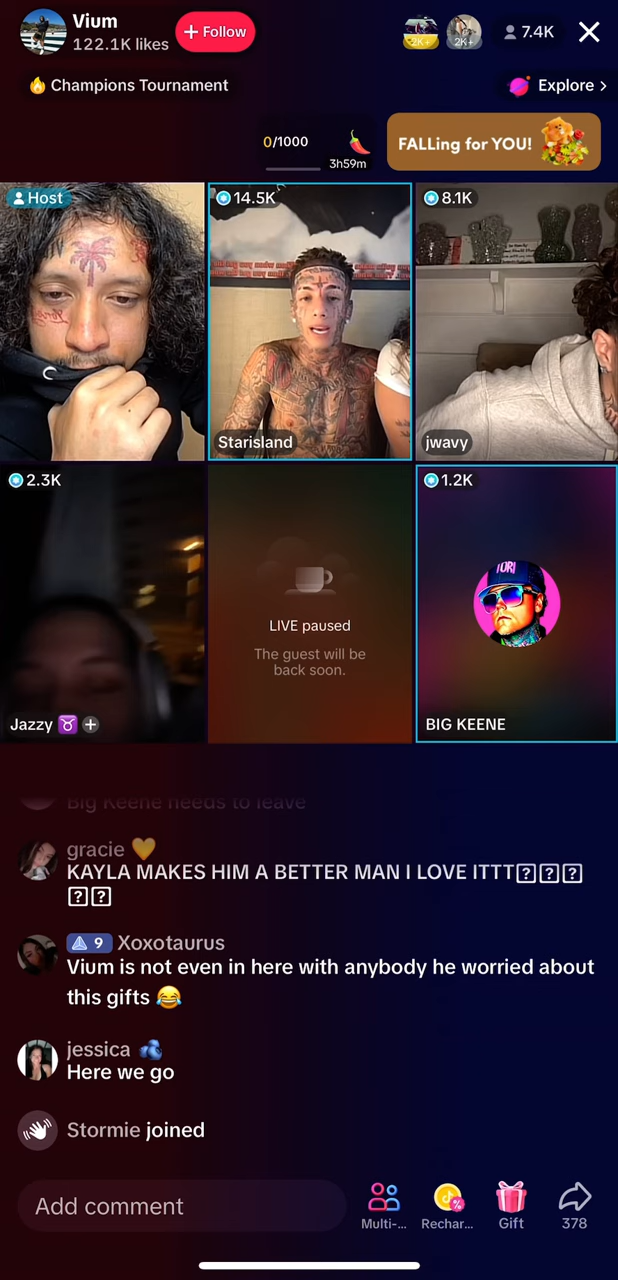 Vium
122.1K likes
+ Follow
2K+
2K+
7.4K
🔥 Champions Tournament
Explore >
0/1000
3h59m
FALLing for YOU!
Host
14.5K
8.1K
Starisland
jwavy
2.3K
1.2K
LIVE paused
The guest will be
back soon.
TORI
Jazzy ♉ +
BIG KEENE
Big Keene needs to leave
gracie 💛
KAYLA MAKES HIM A BETTER MAN I LOVE ITTT
9 Xoxotaurus
Vium is not even in here with anybody he worried about
this gifts 😂
jessica 🫐
Here we go
Stormie joined
Add comment
Multi-...
Rechar...
Gift
378